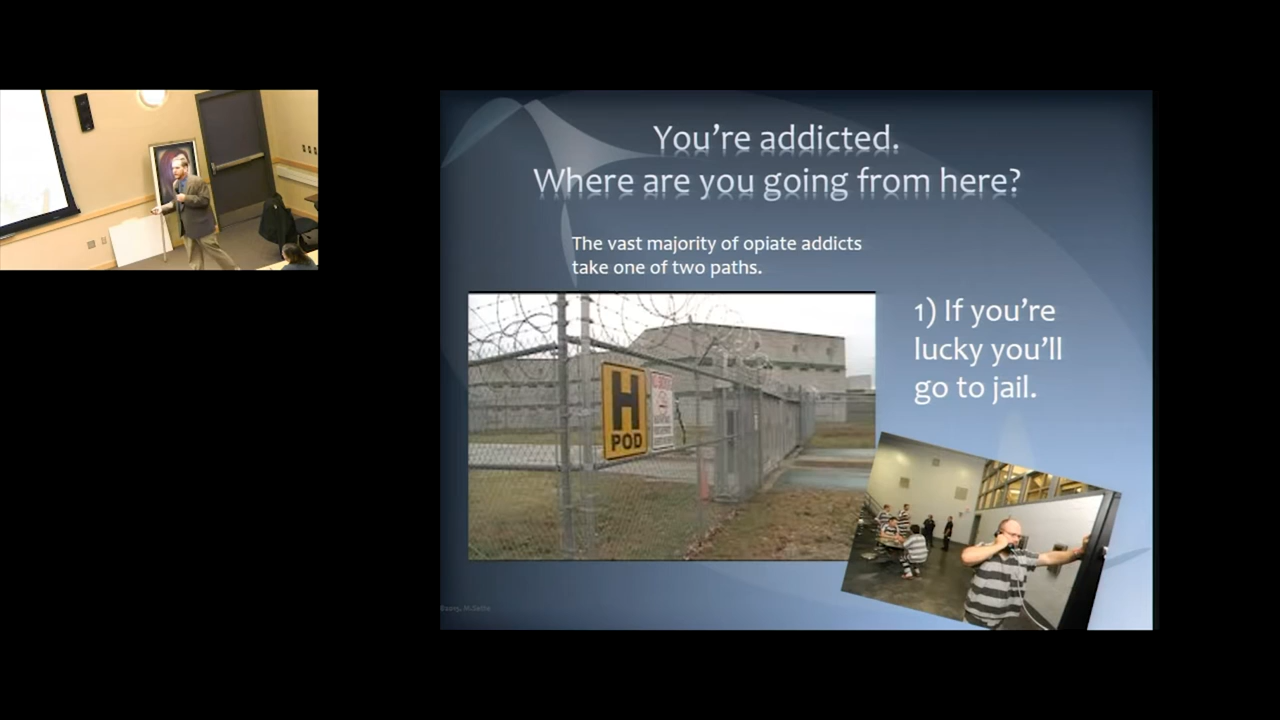 You're addicted.
Where are you going from here?
The vast majority of opiate addicts
take one of two paths.
1) If you're
lucky you'll
go to jail.
H
POD